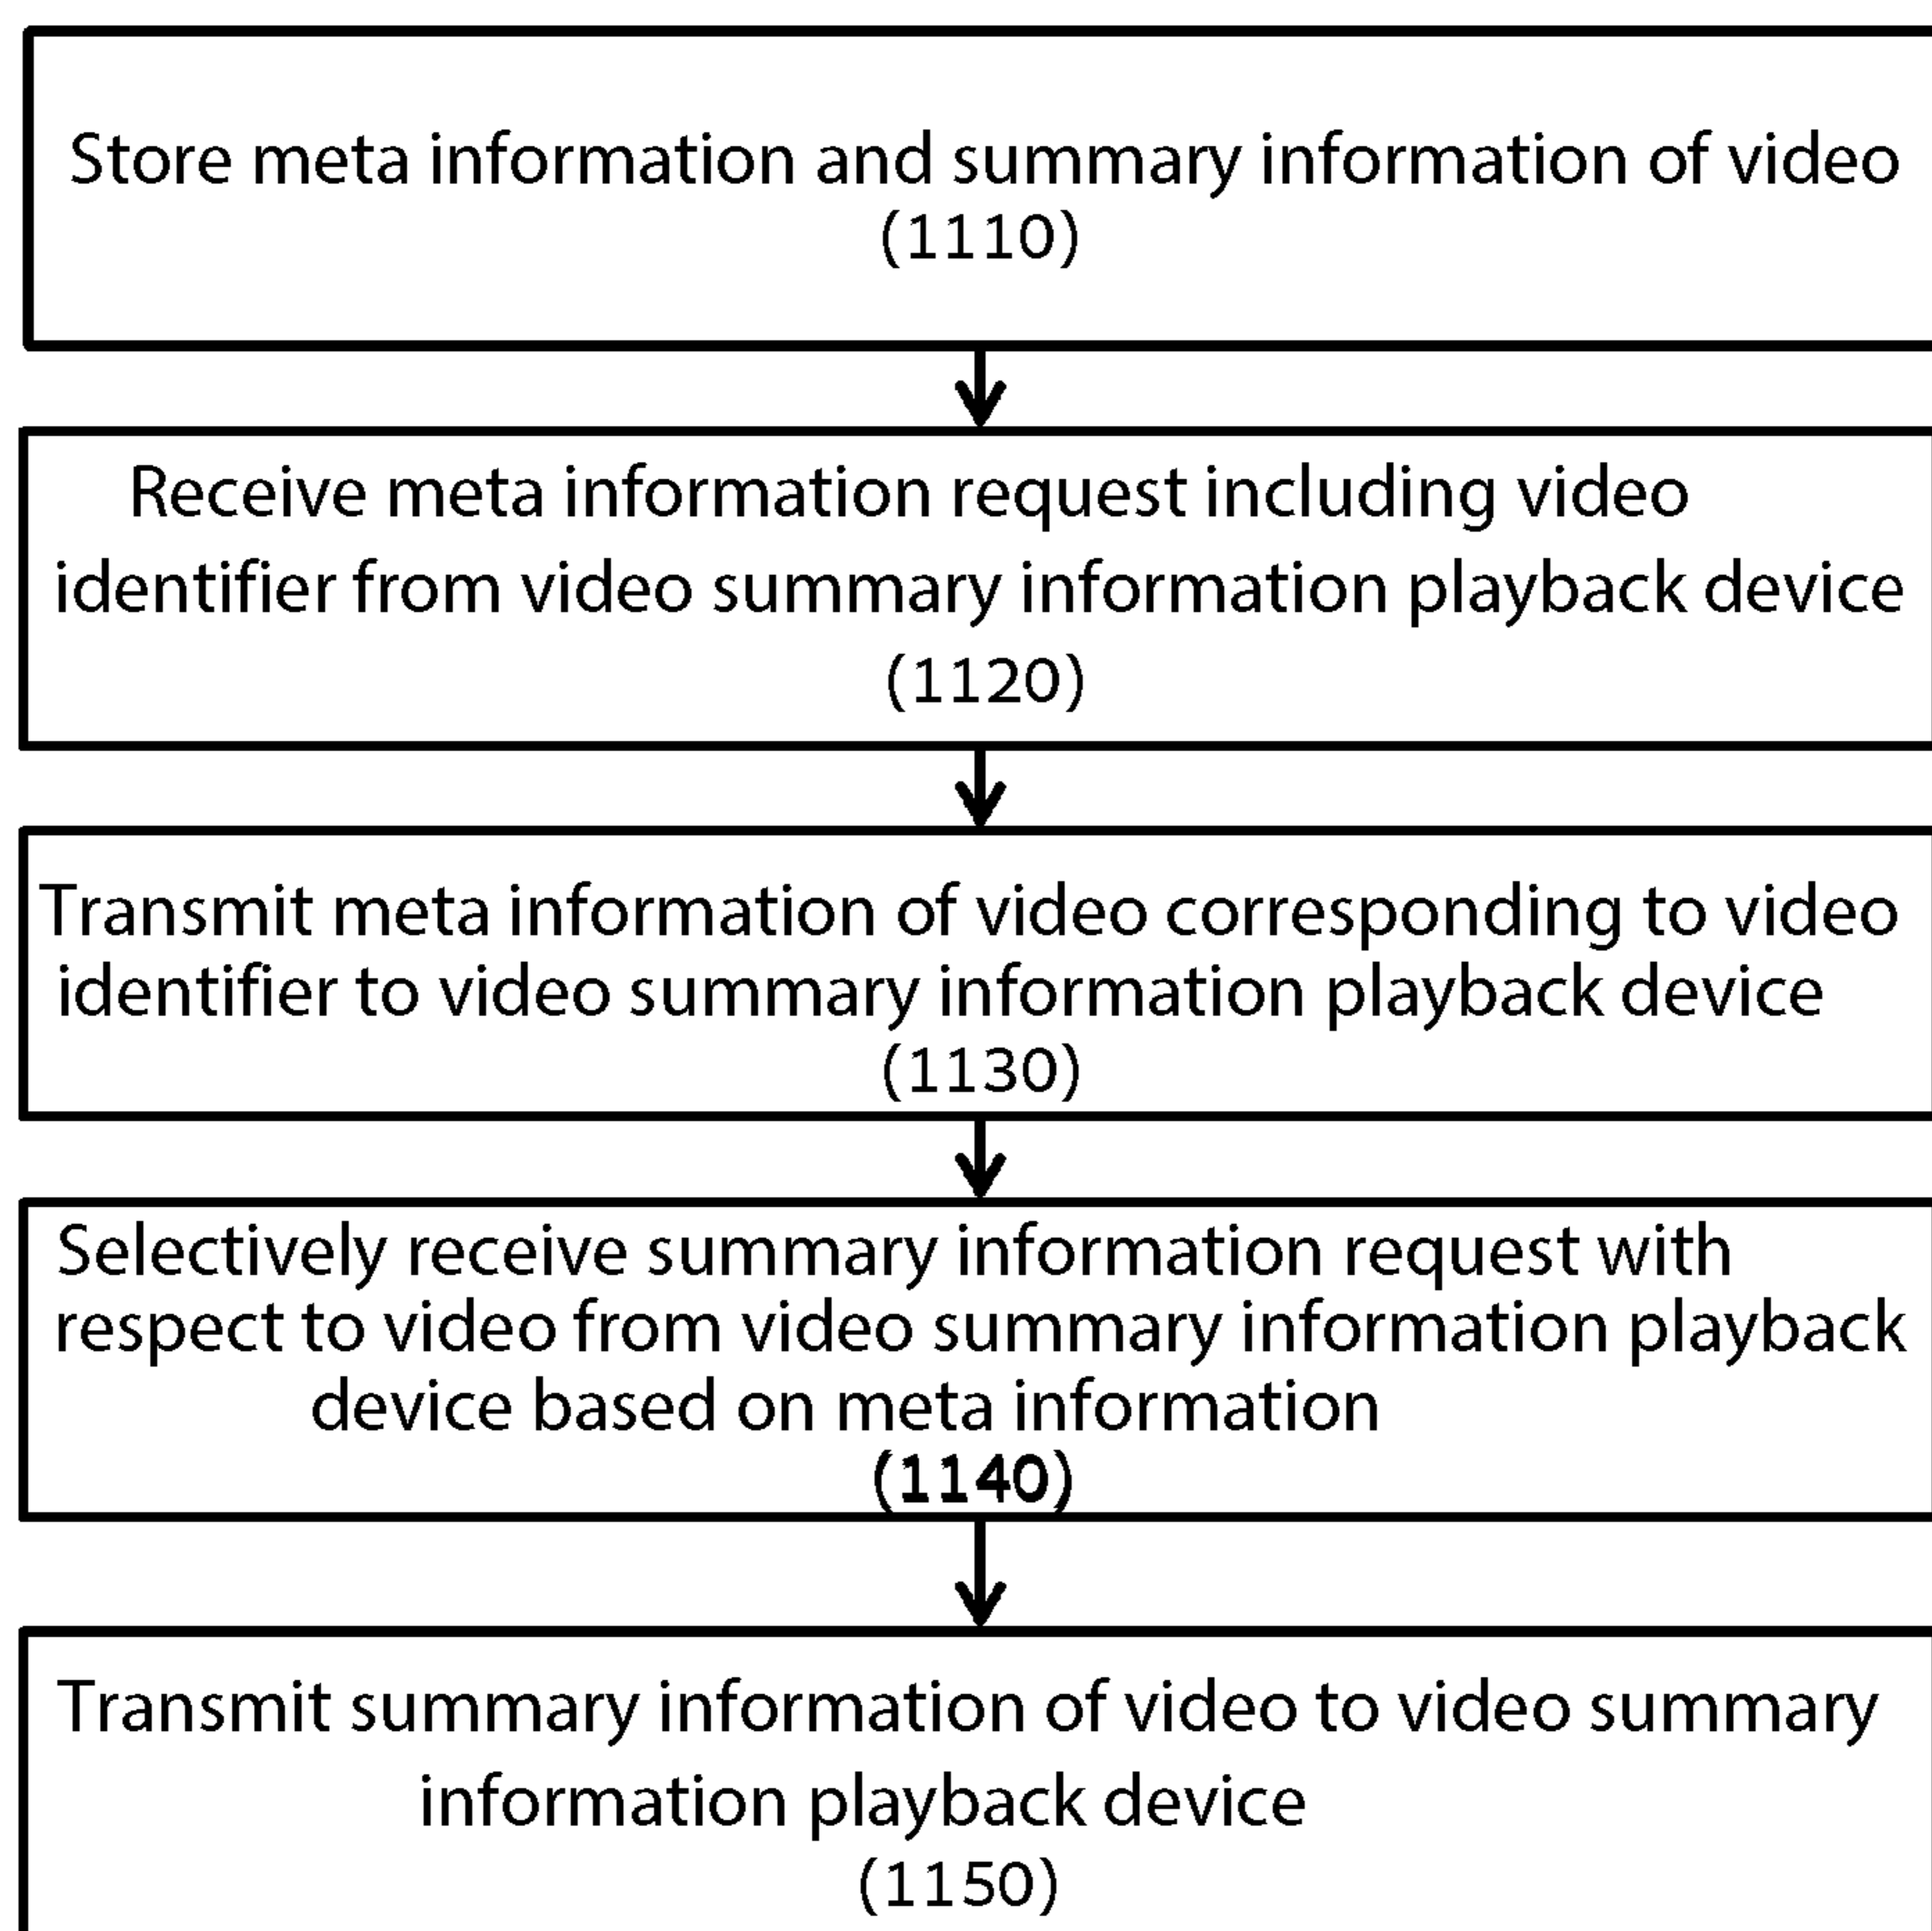 Store meta information and summary information of video
(1110)
Receive meta information request including video
identifier from video summary information playback device
(1120)
Transmit meta information of video corresponding to video
identifier to video summary information playback device
(1130)
Selectively receive summary information request with
respect to video from video summary information playback
device based on meta information
(1140)
Transmit summary information of video to video summary
information playback device
(1150)